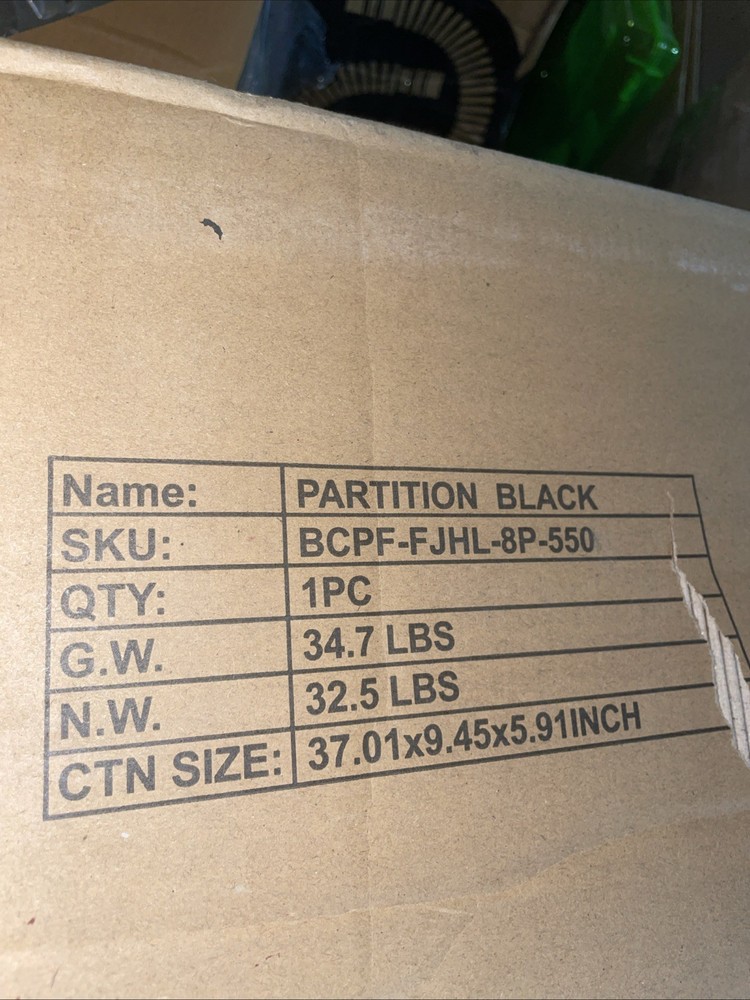 Name: PARTITION BLACK
SKU: BCPF-FJHL-8P-550
QTY: 1PC
G.W. 34.7 LBS
N.W. 32.5 LBS
CTN SIZE: 37.01x9.45x5.91INCH